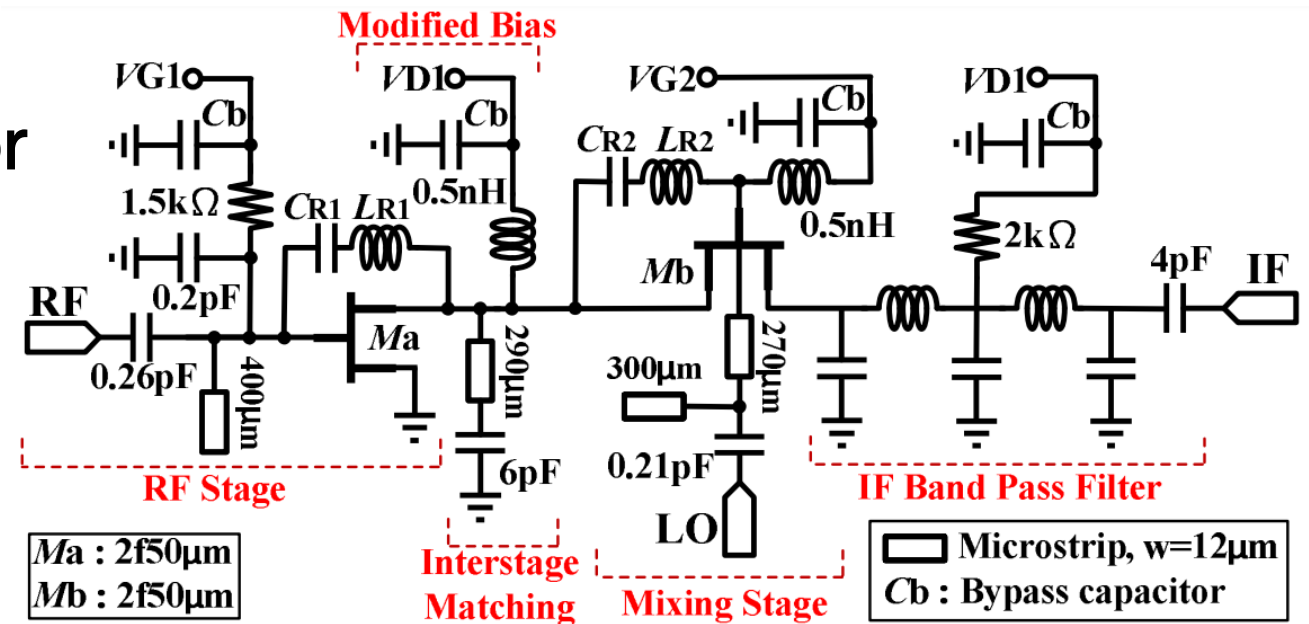 Modified Bias
VG1
VD1
VG2
VD1
Cb
Cb
Cb
Cb
or
CR2 LR2
1.5kΩ
CR1 LR1
0.5nH
0.5nH
2kΩ
Mb
4pF
IF
RF
0.2pF
Ma
290μm
270μm
300μm
0.26pF
400μm
6pF
0.21pF
RF Stage
IF Band Pass Filter
LO
Ma : 2f50μm
Mb : 2f50μm
Interstage
Matching
Mixing Stage
Microstrip, w=12μm
Cb : Bypass capacitor